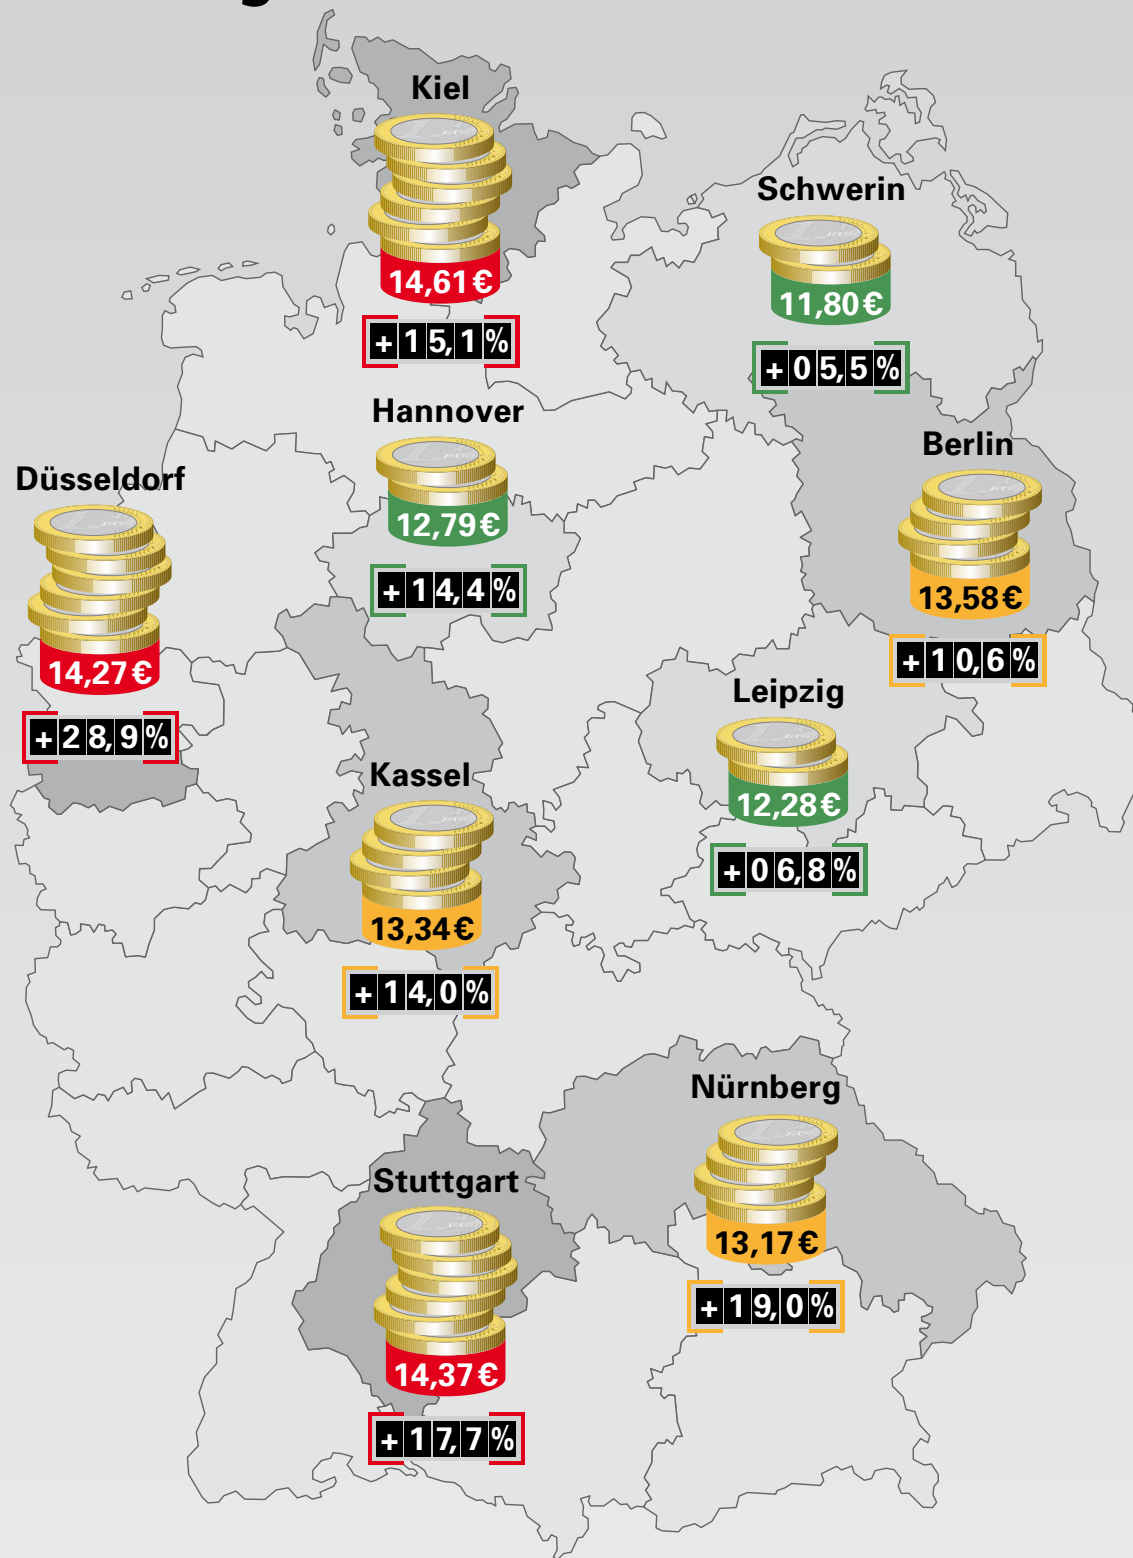 Kiel
14,61 €
+15,1%
Schwerin
11,80 €
+05,5%
Hannover
12,79 €
+14,4%
Berlin
13,58 €
+10,6%
Düsseldorf
14,27 €
+28,9%
Leipzig
12,28 €
+06,8%
Kassel
13,34 €
+14,0%
Nürnberg
13,17 €
+19,0%
Stuttgart
14,37 €
+17,7%